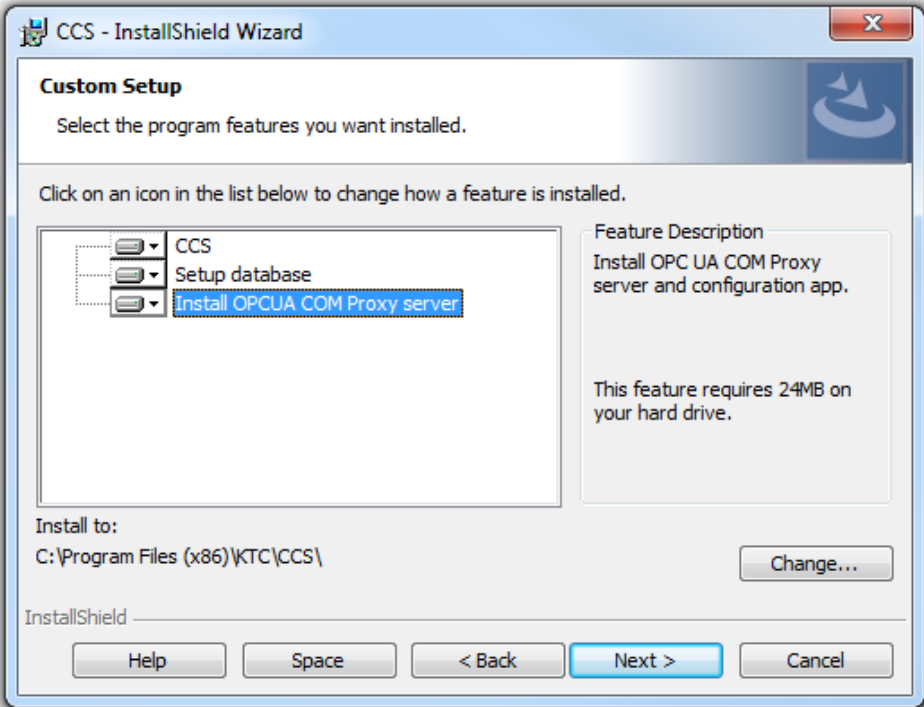 CCS - InstallShield Wizard
Custom Setup
Select the program features you want installed.
Click on an icon in the list below to change how a feature is installed.
CCS
Setup database
Install OPCUA COM Proxy server
Feature Description
Install OPC UA COM Proxy
server and configuration app.
This feature requires 24MB on
your hard drive.
Install to:
C:\Program Files (x86)\KTC\CCS\
Change...
InstallShield
Help
Space
< Back
Next >
Cancel